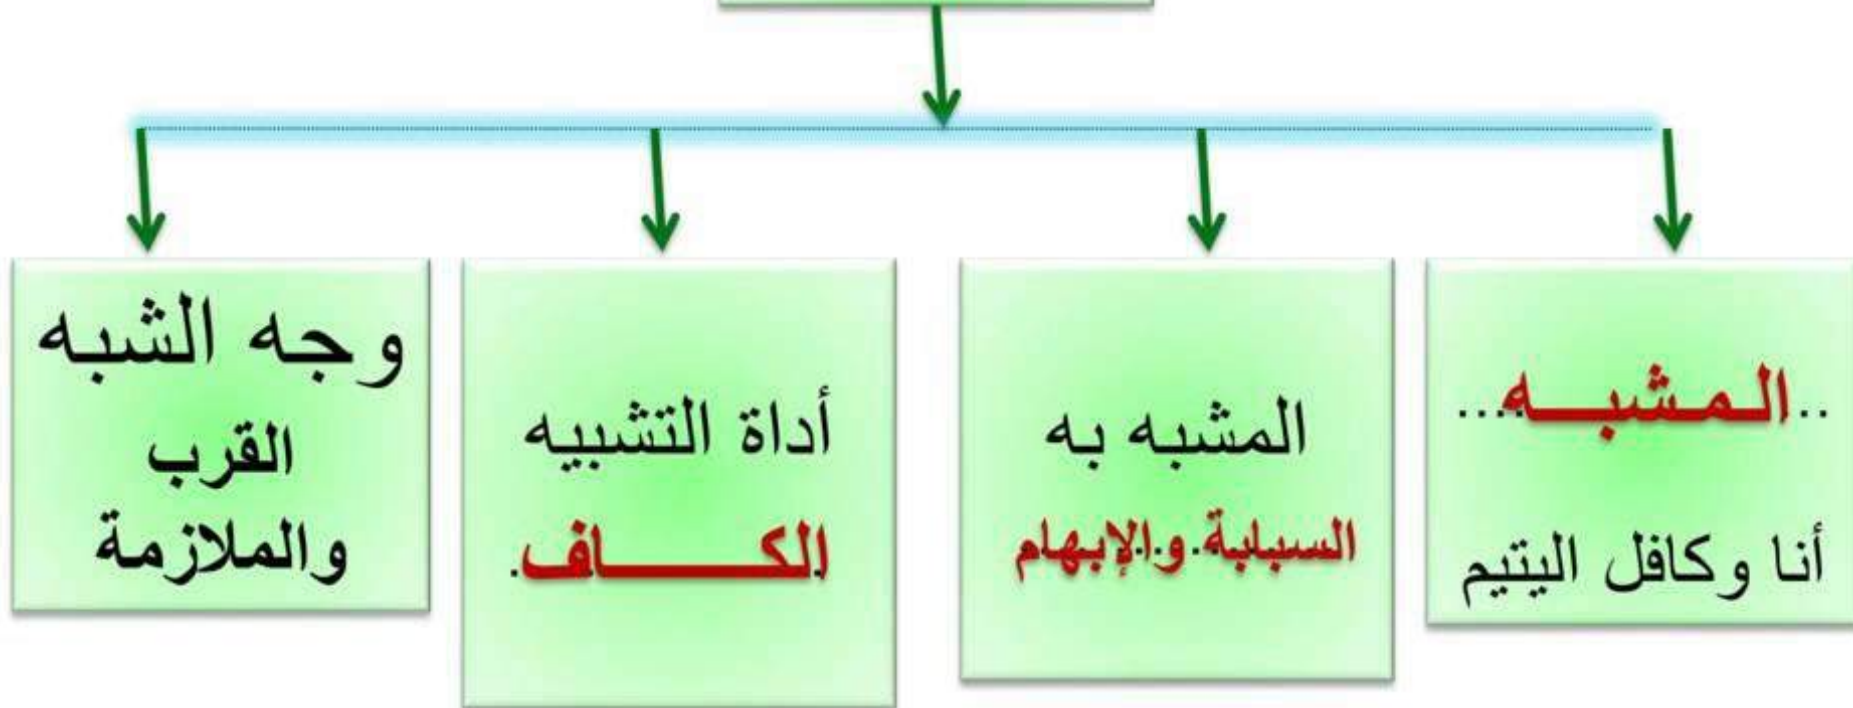 ..المشبه....
أنا وكافل اليتيم
المشبه به
السبابة والإبهام
أداة التشبيه
الكاف
وجه الشبه
القرب
والملازمة